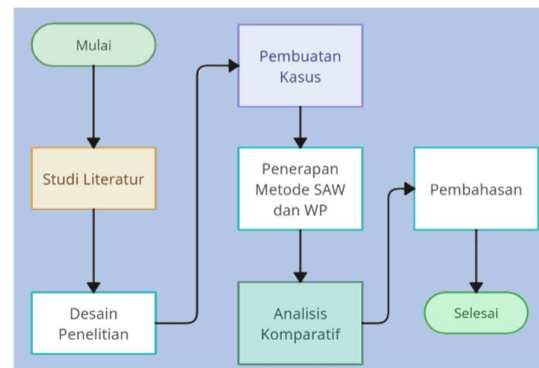 Mulai
Studi Literatur
Desain
Penelitian
Pembuatan
Kasus
Penerapan
Metode SAW
dan WP
Analisis
Komparatif
Pembahasan
Selesai